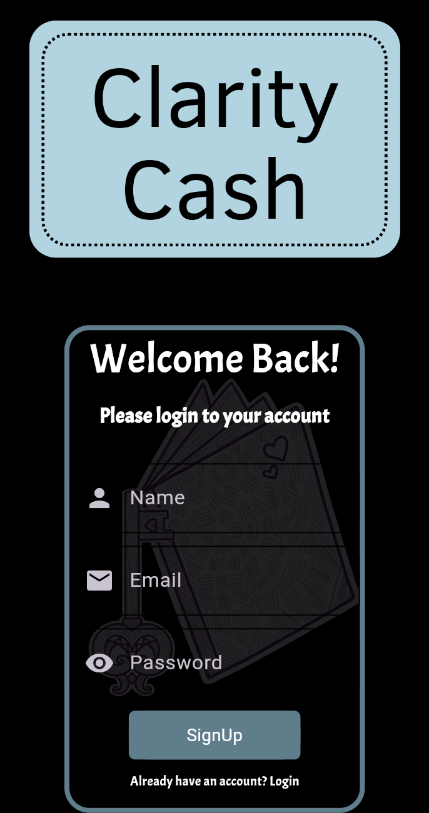 Clarity
Cash
Welcome Back!
Please login to your account
Name
Email
Password
SignUp
Already have an account? Login